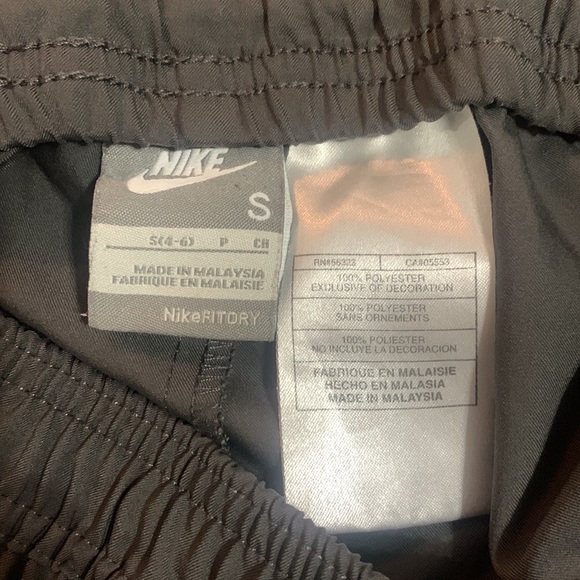 NIKE
S
S(4-6) P CH
MADE IN MALAYSIA
FABRIQUE EN MALAISIE
NikeFITDRY
RN#56323 CA#05553
100% POLYESTER
EXCLUSIVE OF DECORATION
100% POLYESTER
SANS ORNEMENTS
100% POLIESTER
NO INCLUYE LA DECORACION
FABRIQUE EN MALAISIE
HECHO EN MALASIA
MADE IN MALAYSIA